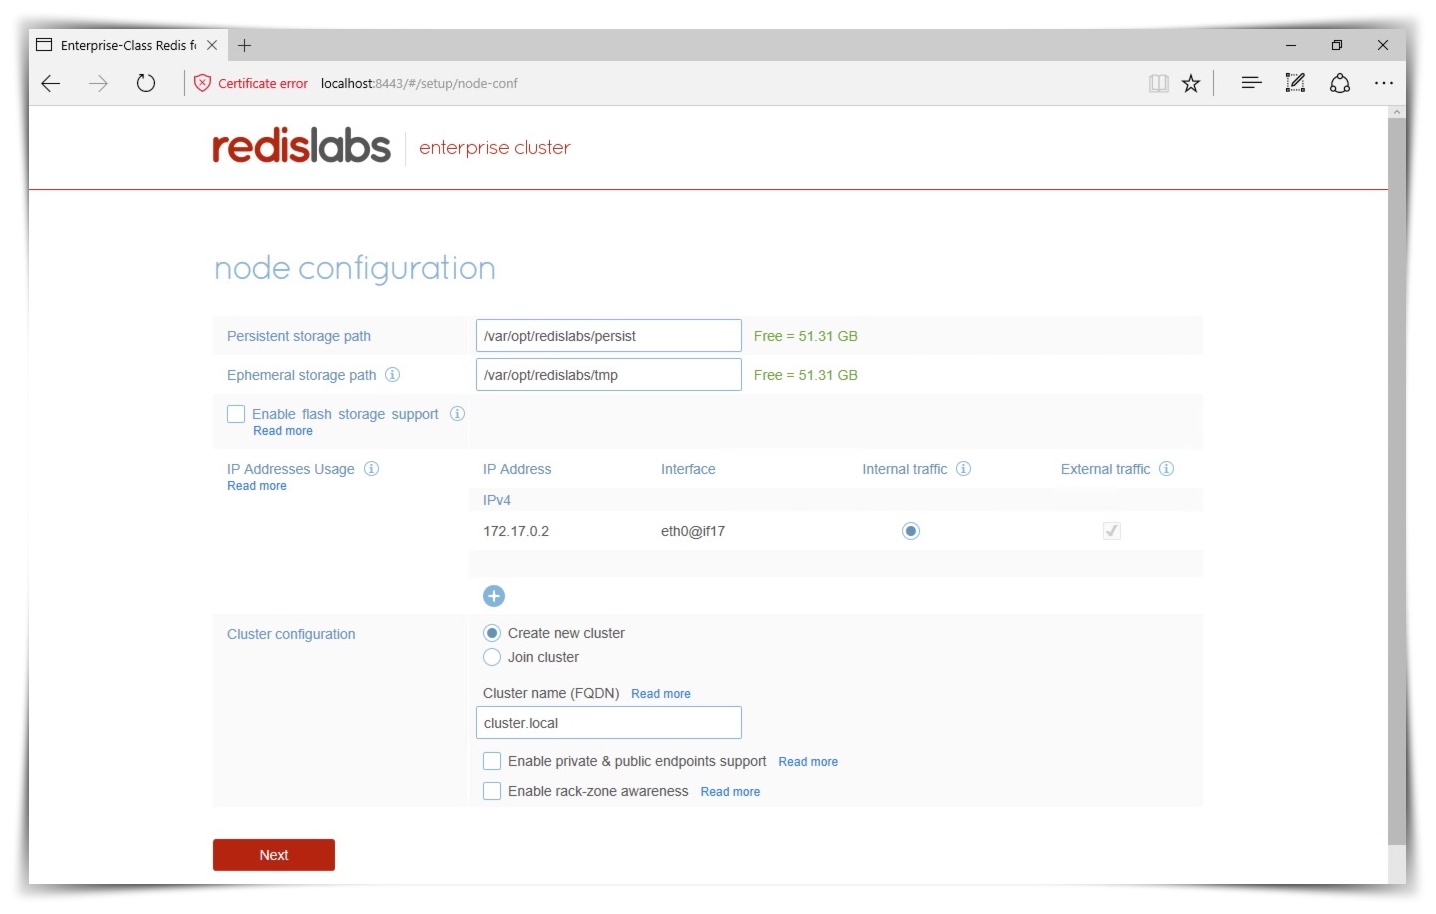 Enterprise-Class Redis f
Certificate error localhost:8443/#/setup/node-conf
redislabs enterprise cluster
node configuration
Persistent storage path /var/opt/redislabs/persist Free = 51.31 GB
Ephemeral storage path /var/opt/redislabs/tmp Free = 51.31 GB
Enable flash storage support
Read more
IP Addresses Usage IP Address Interface Internal traffic External traffic
Read more
IPv4
172.17.0.2 eth0@if17
Cluster configuration Create new cluster
Join cluster
Cluster name (FQDN) Read more
cluster.local
Enable private & public endpoints support Read more
Enable rack-zone awareness Read more
Next